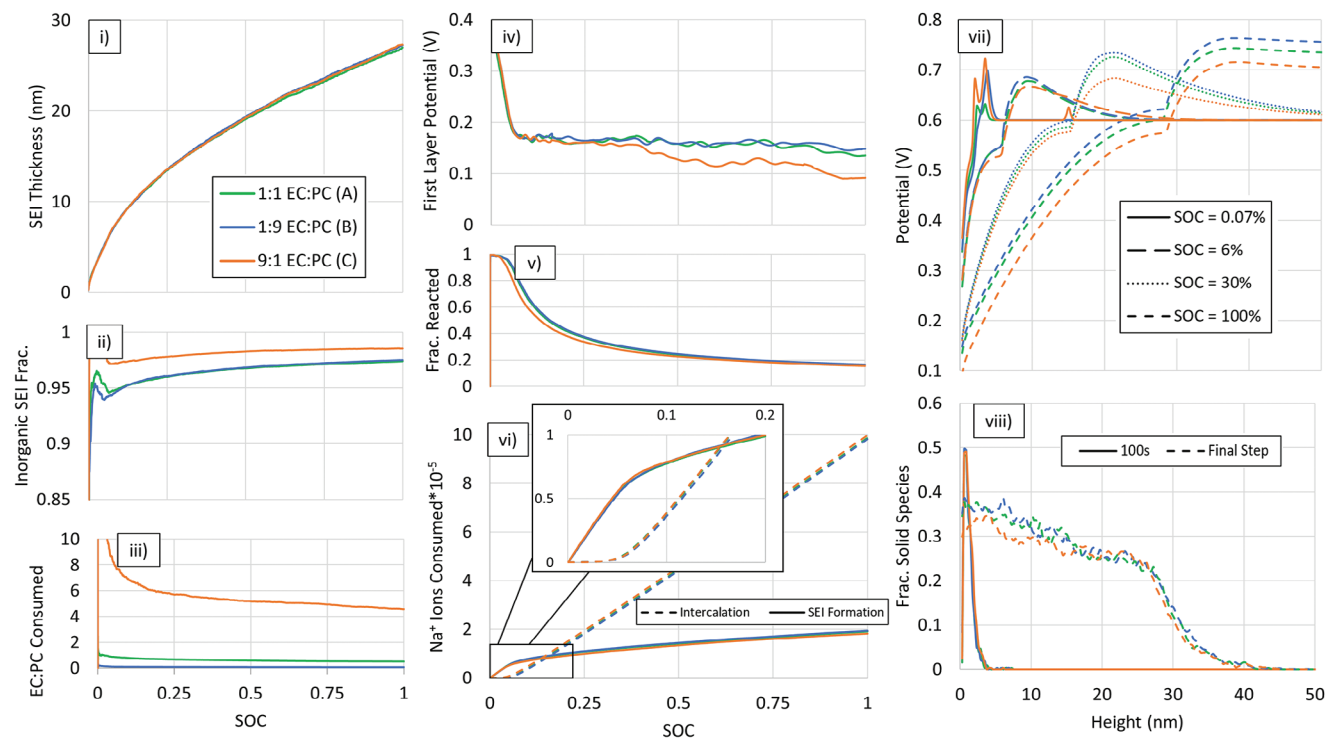 i)
SEI Thickness (nm)
30
20
10
0
1:1 EC:PC (A)
1:9 EC:PC (B)
9:1 EC:PC (C)
ii)
Inorganic SEI Frac.
1
0.95
0.9
0.85
iii)
EC:PC Consumed
10
8
6
4
2
0
0 0.25 0.5 0.75 1
SOC
iv)
First Layer Potential (V)
0.4
0.3
0.2
0.1
0
v)
Frac. Reacted
1
0.8
0.6
0.4
0.2
0
vi)
Na⁺ Ions Consumed*10⁻⁵
10
8
6
4
2
0
0 0.1 0.2
1
0.5
0
Intercalation SEI Formation
0 0.25 0.5 0.75 1
SOC
vii)
Potential (V)
0.8
0.7
0.6
0.5
0.4
0.3
0.2
0.1
0 10 20 30 40 50
SOC = 0.07%
SOC = 6%
SOC = 30%
SOC = 100%
viii)
Frac. Solid Species
0.6
0.5
0.4
0.3
0.2
0.1
0
100s Final Step
0 10 20 30 40 50
Height (nm)